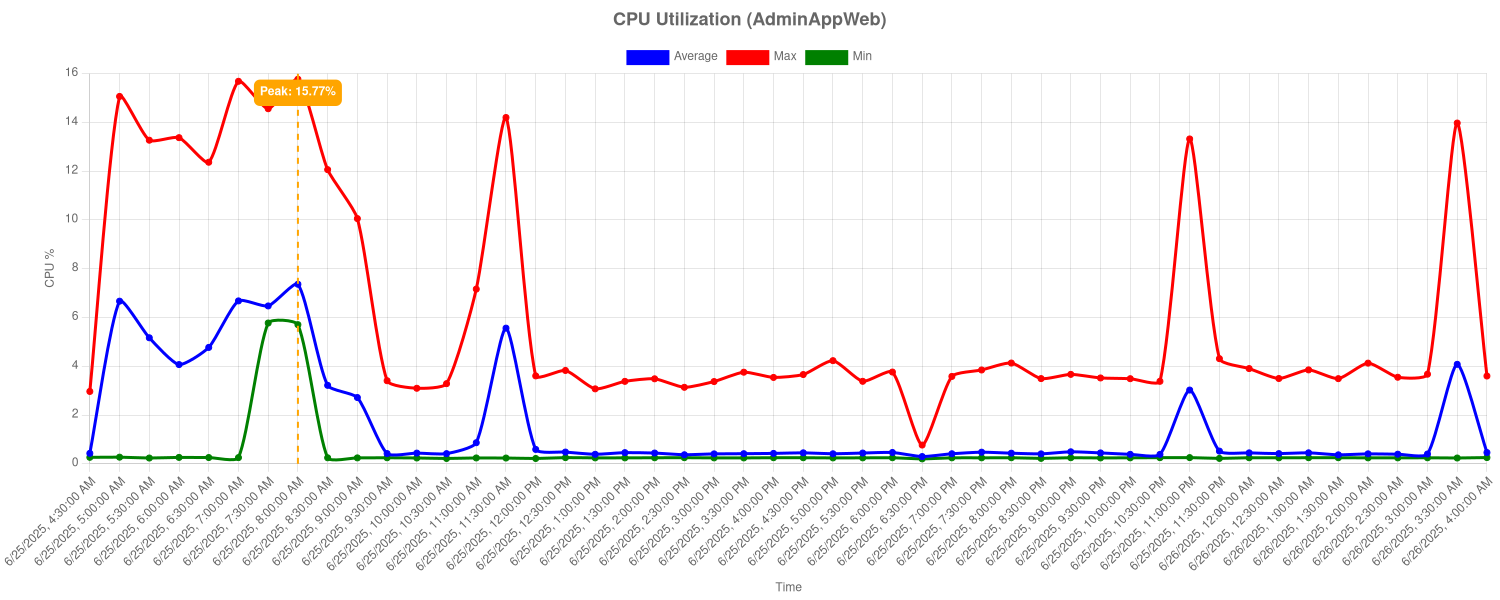 CPU Utilization (AdminAppWeb)
Average
Max
Min
16
14
12
10
8
6
4
2
0
CPU %
Peak: 15.77%
6/25/2025, 4:30:00 AM
6/25/2025, 5:00:00 AM
6/25/2025, 5:30:00 AM
6/25/2025, 6:00:00 AM
6/25/2025, 6:30:00 AM
6/25/2025, 7:00:00 AM
6/25/2025, 7:30:00 AM
6/25/2025, 8:00:00 AM
6/25/2025, 8:30:00 AM
6/25/2025, 9:00:00 AM
6/25/2025, 9:30:00 AM
6/25/2025, 10:00:00 AM
6/25/2025, 10:30:00 AM
6/25/2025, 11:00:00 AM
6/25/2025, 11:30:00 AM
6/25/2025, 12:00:00 PM
6/25/2025, 12:30:00 PM
6/25/2025, 1:00:00 PM
6/25/2025, 1:30:00 PM
6/25/2025, 2:00:00 PM
6/25/2025, 2:30:00 PM
6/25/2025, 3:00:00 PM
6/25/2025, 3:30:00 PM
6/25/2025, 4:00:00 PM
6/25/2025, 4:30:00 PM
6/25/2025, 5:00:00 PM
6/25/2025, 5:30:00 PM
6/25/2025, 6:00:00 PM
6/25/2025, 6:30:00 PM
6/25/2025, 7:00:00 PM
6/25/2025, 7:30:00 PM
6/25/2025, 8:00:00 PM
6/25/2025, 8:30:00 PM
6/25/2025, 9:00:00 PM
6/25/2025, 9:30:00 PM
6/25/2025, 10:00:00 PM
6/25/2025, 10:30:00 PM
6/25/2025, 11:00:00 PM
6/25/2025, 11:30:00 PM
6/26/2025, 12:00:00 AM
6/26/2025, 12:30:00 AM
6/26/2025, 1:00:00 AM
6/26/2025, 1:30:00 AM
6/26/2025, 2:00:00 AM
6/26/2025, 2:30:00 AM
6/26/2025, 3:00:00 AM
6/26/2025, 3:30:00 AM
6/26/2025, 4:00:00 AM
Time